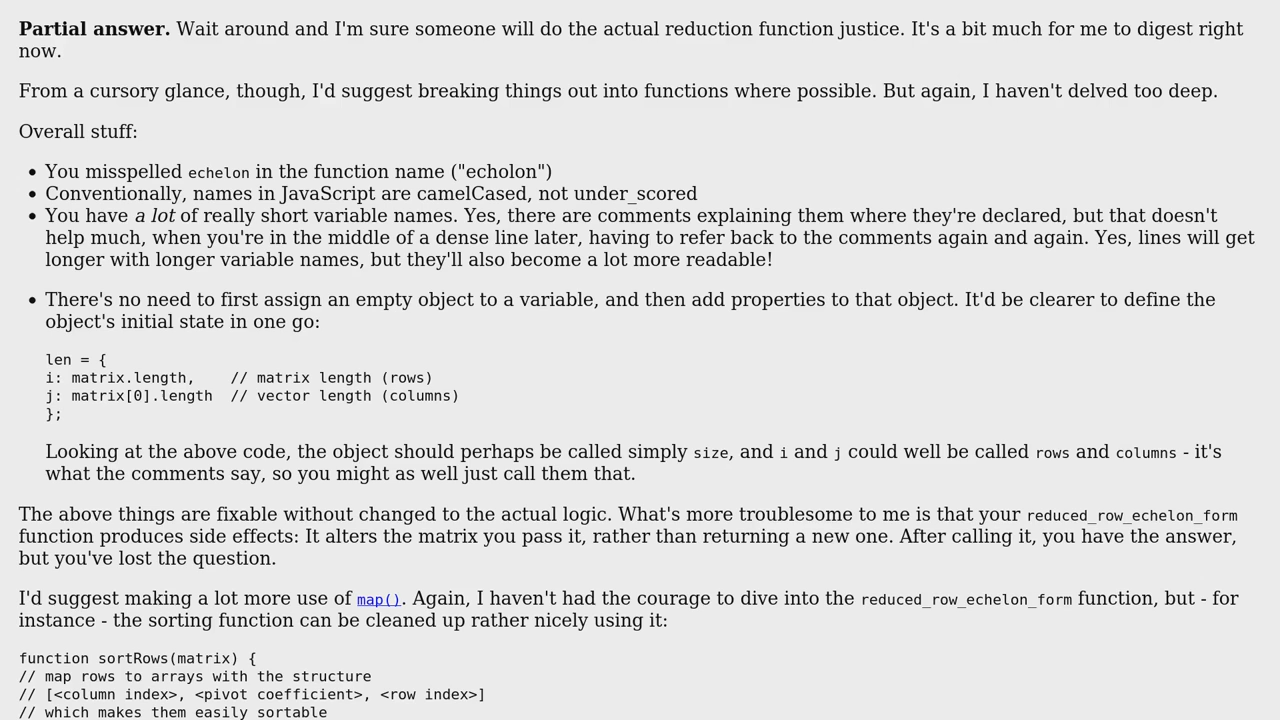 Partial answer. Wait around and I'm sure someone will do the actual reduction function justice. It's a bit much for me to digest right
now.
From a cursory glance, though, I'd suggest breaking things out into functions where possible. But again, I haven't delved too deep.
Overall stuff:
• You misspelled echelon in the function name ("echolon")
• Conventionally, names in JavaScript are camelCased, not under_scored
• You have a lot of really short variable names. Yes, there are comments explaining them where they're declared, but that doesn't
help much, when you're in the middle of a dense line later, having to refer back to the comments again and again. Yes, lines will get
longer with longer variable names, but they'll also become a lot more readable!
• There's no need to first assign an empty object to a variable, and then add properties to that object. It'd be clearer to define the
object's initial state in one go:
len = {
i: matrix.length,    // matrix length (rows)
j: matrix[0].length  // vector length (columns)
};
Looking at the above code, the object should perhaps be called simply size, and i and j could well be called rows and columns - it's
what the comments say, so you might as well just call them that.
The above things are fixable without changed to the actual logic. What's more troublesome to me is that your reduced_row_echelon_form
function produces side effects: It alters the matrix you pass it, rather than returning a new one. After calling it, you have the answer,
but you've lost the question.
I'd suggest making a lot more use of map(). Again, I haven't had the courage to dive into the reduced_row_echelon_form function, but - for
instance - the sorting function can be cleaned up rather nicely using it:
function sortRows(matrix) {
// map rows to arrays with the structure
// [<column index>, <pivot coefficient>, <row index>]
// which makes them easily sortable